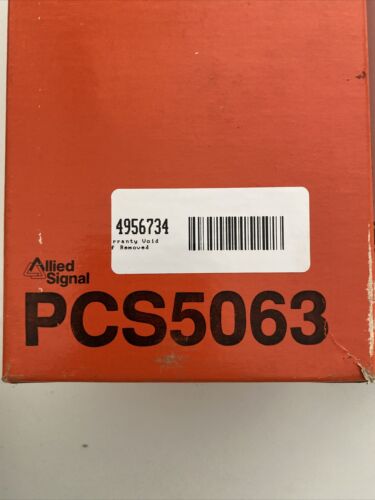 4956734
rranty Void
f Removed
Allied
Signal
PCS5063